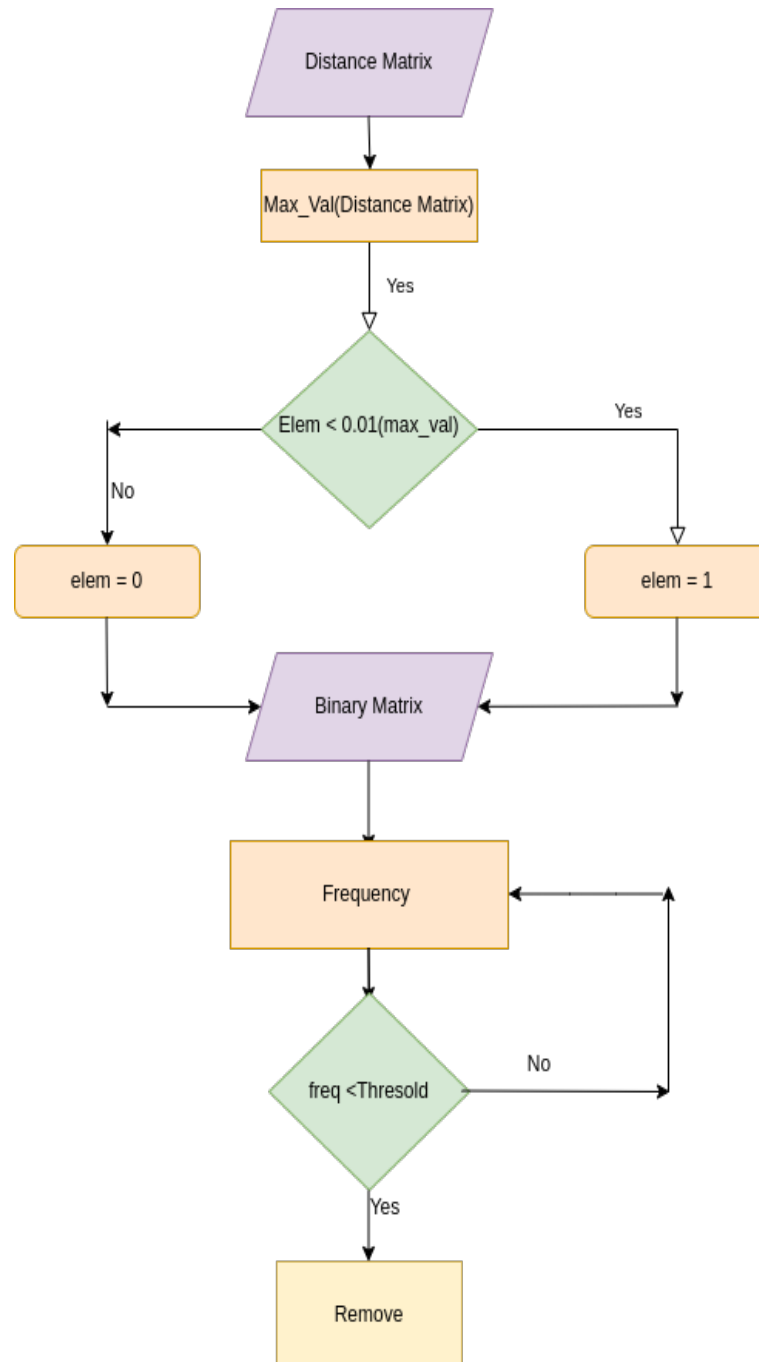 Distance Matrix
Max_Val(Distance Matrix)
Yes
Elem < 0.01(max_val)
Yes
No
elem = 0
elem = 1
Binary Matrix
Frequency
freq <Thresold
No
Yes
Remove